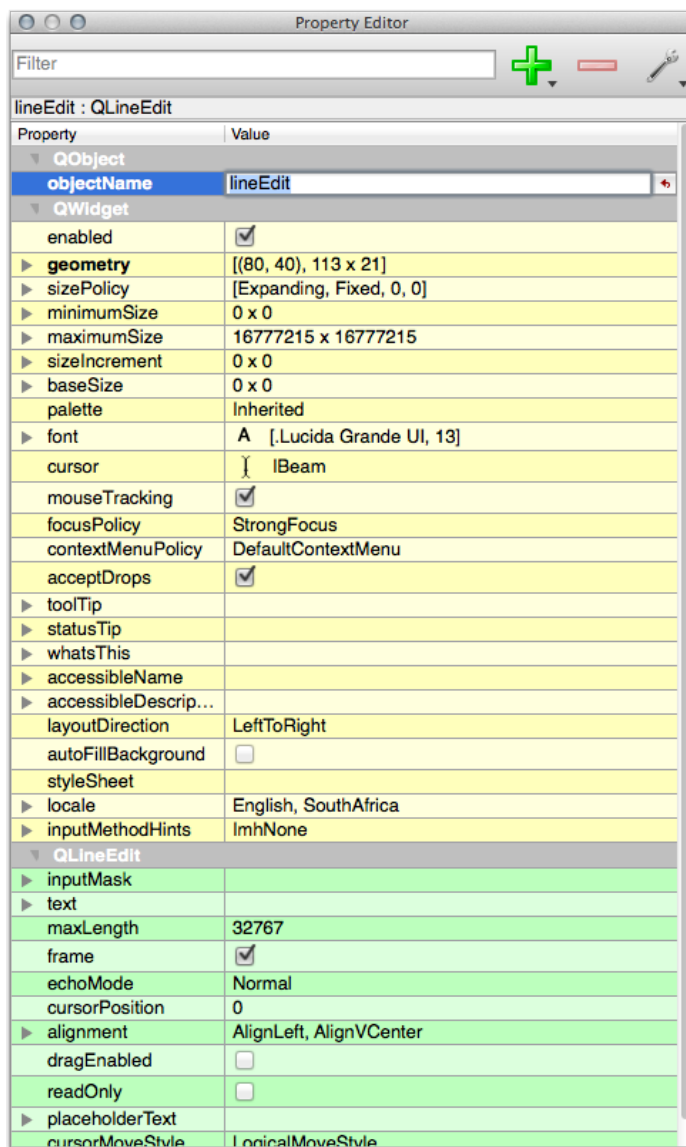 Property Editor
Filter
lineEdit : QLineEdit
Property Value
QObject
objectName lineEdit
QWidget
enabled
geometry [(80, 40), 113 x 21]
sizePolicy [Expanding, Fixed, 0, 0]
minimumSize 0 x 0
maximumSize 16777215 x 16777215
sizeIncrement 0 x 0
baseSize 0 x 0
palette Inherited
font A [.Lucida Grande UI, 13]
cursor IBeam
mouseTracking
focusPolicy StrongFocus
contextMenuPolicy DefaultContextMenu
acceptDrops
toolTip
statusTip
whatsThis
accessibleName
accessibleDescrip...
layoutDirection LeftToRight
autoFillBackground
styleSheet
locale English, SouthAfrica
inputMethodHints ImhNone
QLineEdit
inputMask
text
maxLength 32767
frame
echoMode Normal
cursorPosition 0
alignment AlignLeft, AlignVCenter
dragEnabled
readOnly
placeholderText
cursorMoveStyle LogicalMoveStyle